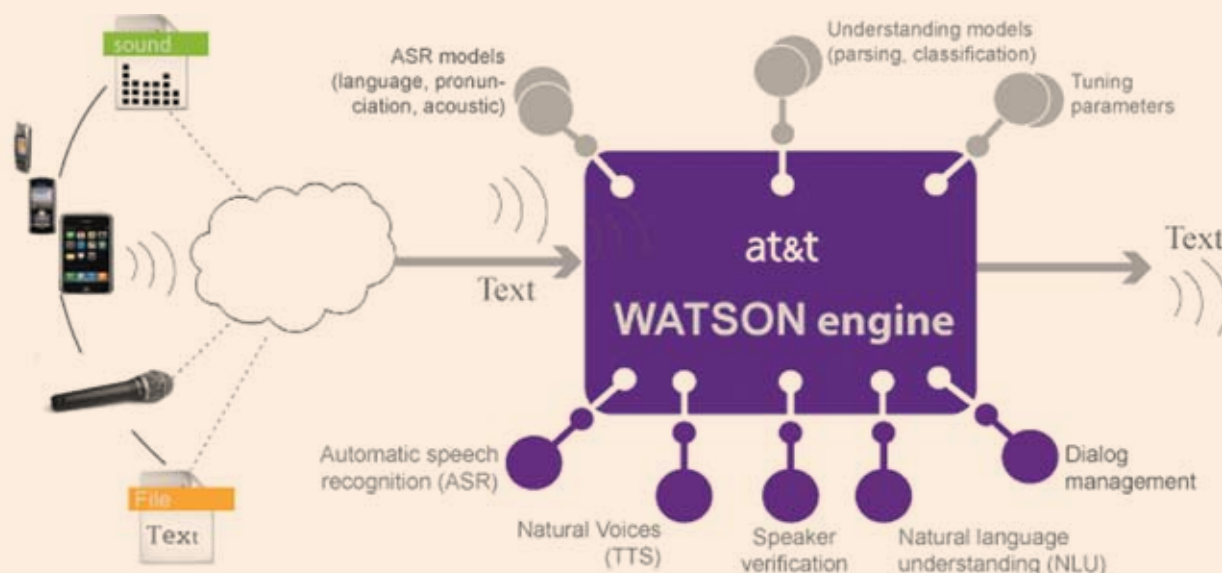 sound
ASR models
(language, pronun-
ciation, acoustic)
Understanding models
(parsing, classification)
Tuning
parameters
Text
at&t
WATSON engine
Text
File
Text
Automatic speech
recognition (ASR)
Natural Voices
(TTS)
Speaker
verification
Natural language
understanding (NLU)
Dialog
management